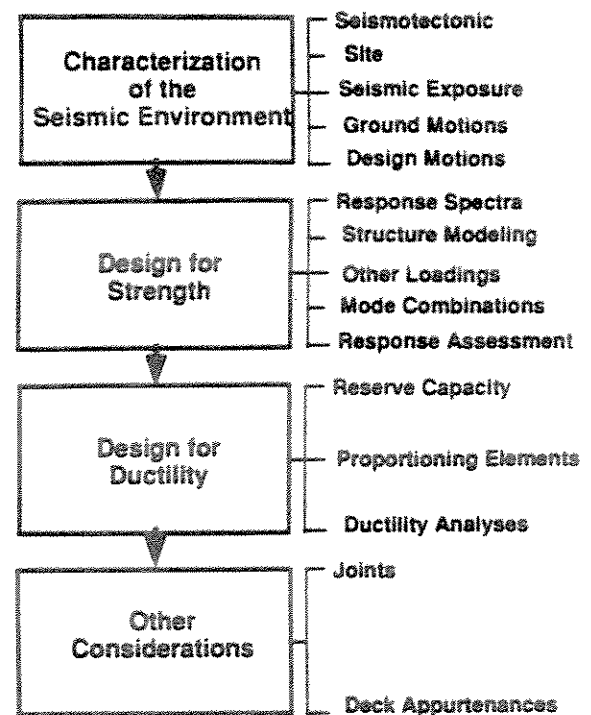 Characterization
of the
Seismic Environment
Seismotectonic
Site
Seismic Exposure
Ground Motions
Design Motions
Design for
Strength
Response Spectra
Structure Modeling
Other Loadings
Mode Combinations
Response Assessment
Design for
Ductility
Reserve Capacity
Proportioning Elements
Ductility Analyses
Other
Considerations
Joints
Deck Appurtenances